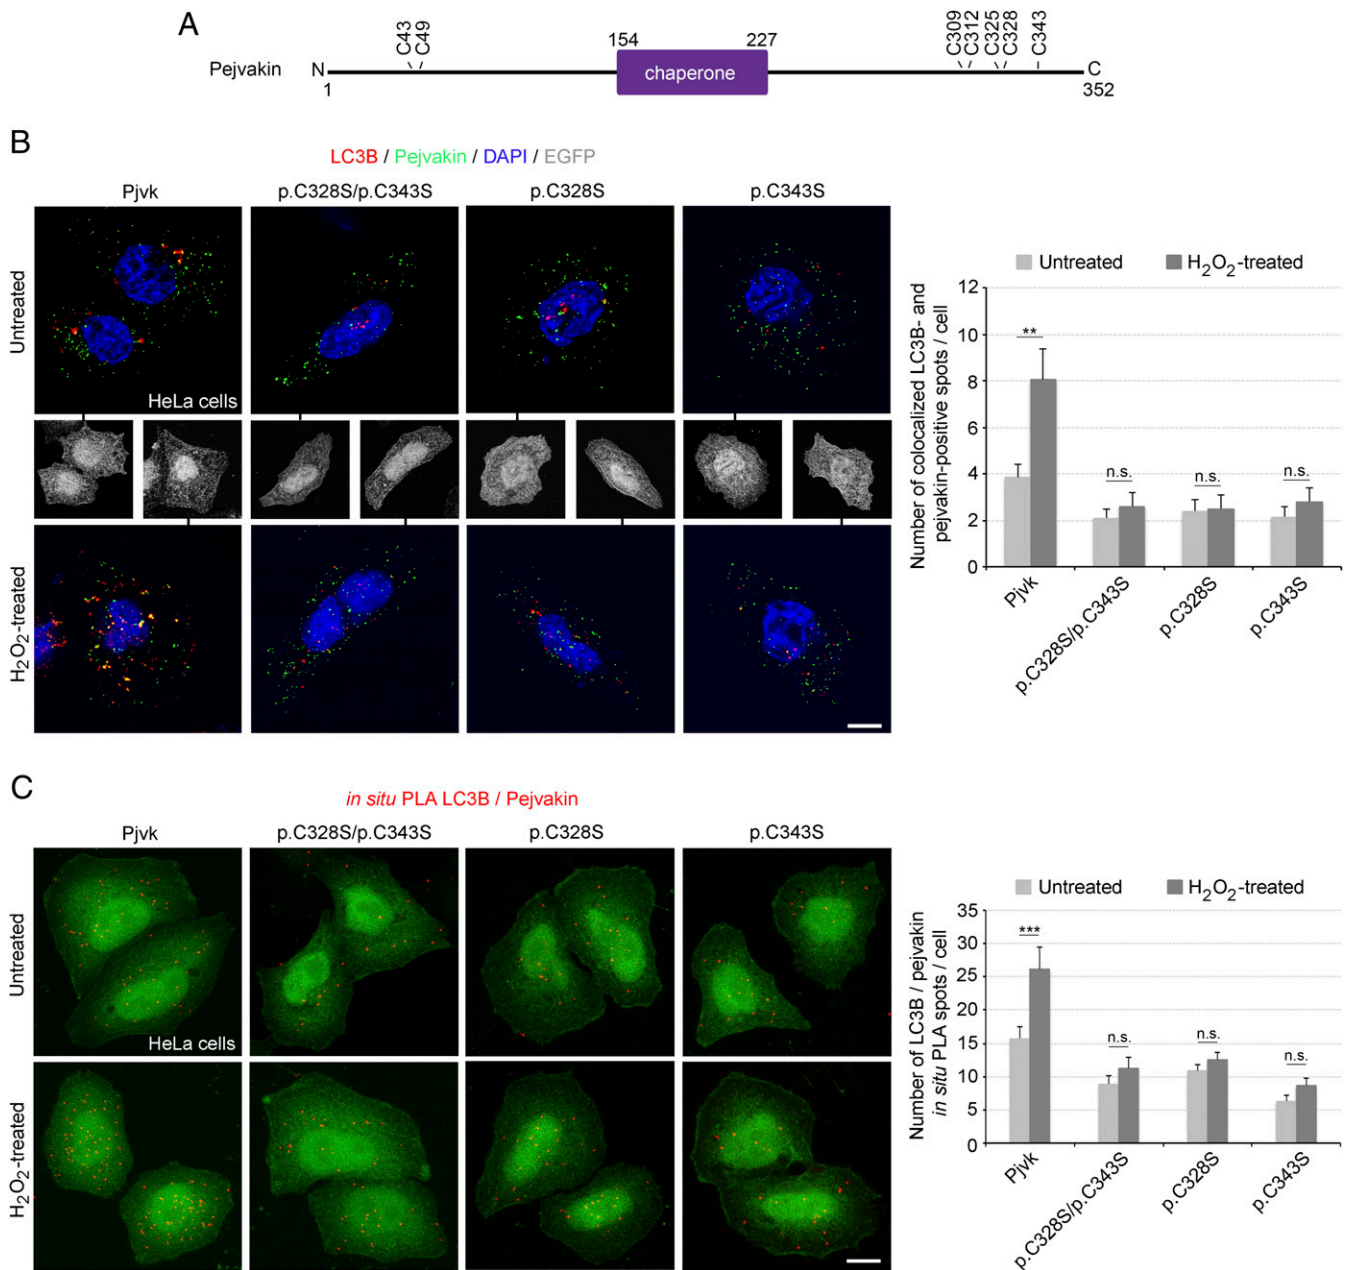 A
C43
C49
154
227
C309
C312
C325
C328
C343
Pejvakin
N
chaperone
C
1
352
B
LC3B / Pejvakin / DAPI / EGFP
Pjvk
p.C328S/p.C343S
p.C328S
p.C343S
Untreated
HeLa cells
H₂O₂-treated
Untreated
H₂O₂-treated
Number of colocalized LC3B- and
pejvakin-positive spots / cell
12
10
8
6
4
2
0
**
n.s.
n.s.
n.s.
Pjvk
p.C328S/p.C343S
p.C328S
p.C343S
C
in situ PLA LC3B / Pejvakin
Pjvk
p.C328S/p.C343S
p.C328S
p.C343S
Untreated
HeLa cells
H₂O₂-treated
Untreated
H₂O₂-treated
Number of LC3B / pejvakin
in situ PLA spots / cell
35
30
25
20
15
10
5
0
***
n.s.
n.s.
n.s.
Pjvk
p.C328S/p.C343S
p.C328S
p.C343S